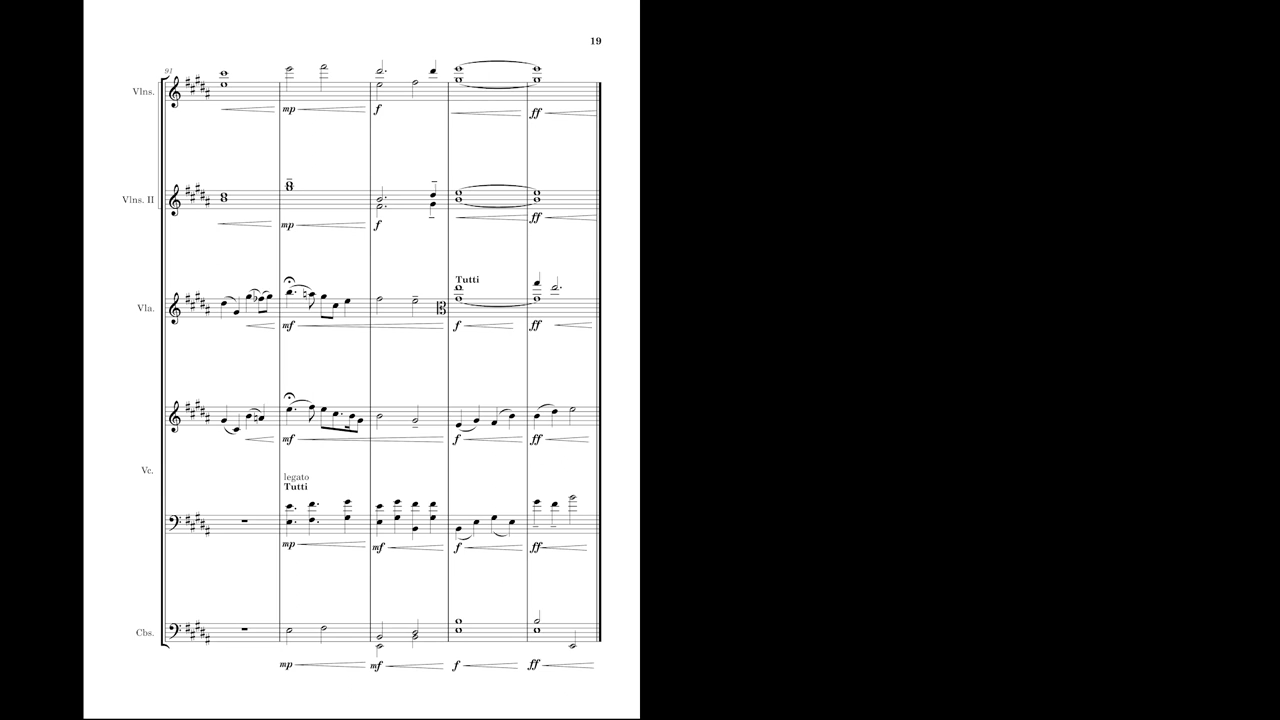 19
91
Vlns.
mp
f
ff
Vlns. II
mp
f
ff
Tutti
Vla.
mf
f
ff
mf
f
ff
Vc.
legato
Tutti
mp
mf
f
ff
Cbs.
mp
mf
f
ff